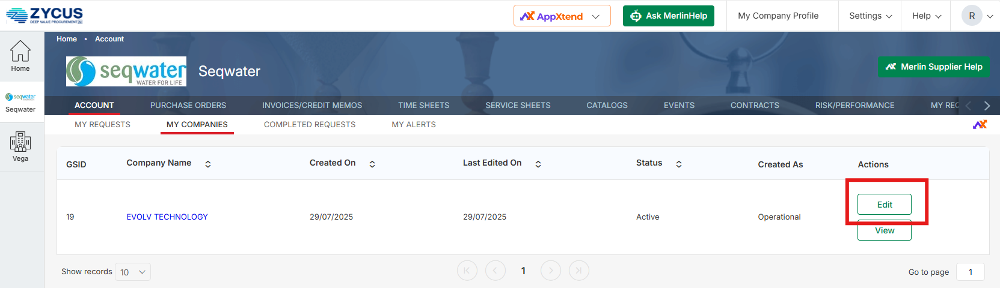 ZYCUS
DEEP VALUE PROCUREMENT AI
AppXtend
Ask MerlinHelp
My Company Profile
Settings
Help
R
Home
seqwater
Seqwater
Vega
Home ▸ Account
seqwater
WATER FOR LIFE
Seqwater
Merlin Supplier Help
ACCOUNT PURCHASE ORDERS INVOICES/CREDIT MEMOS TIME SHEETS SERVICE SHEETS CATALOGS EVENTS CONTRACTS RISK/PERFORMANCE MY REG
MY REQUESTS MY COMPANIES COMPLETED REQUESTS MY ALERTS
GSID Company Name Created On Last Edited On Status Created As Actions
19 EVOLV TECHNOLOGY 29/07/2025 29/07/2025 Active Operational
Edit
View
Show records 10
1
Go to page 1